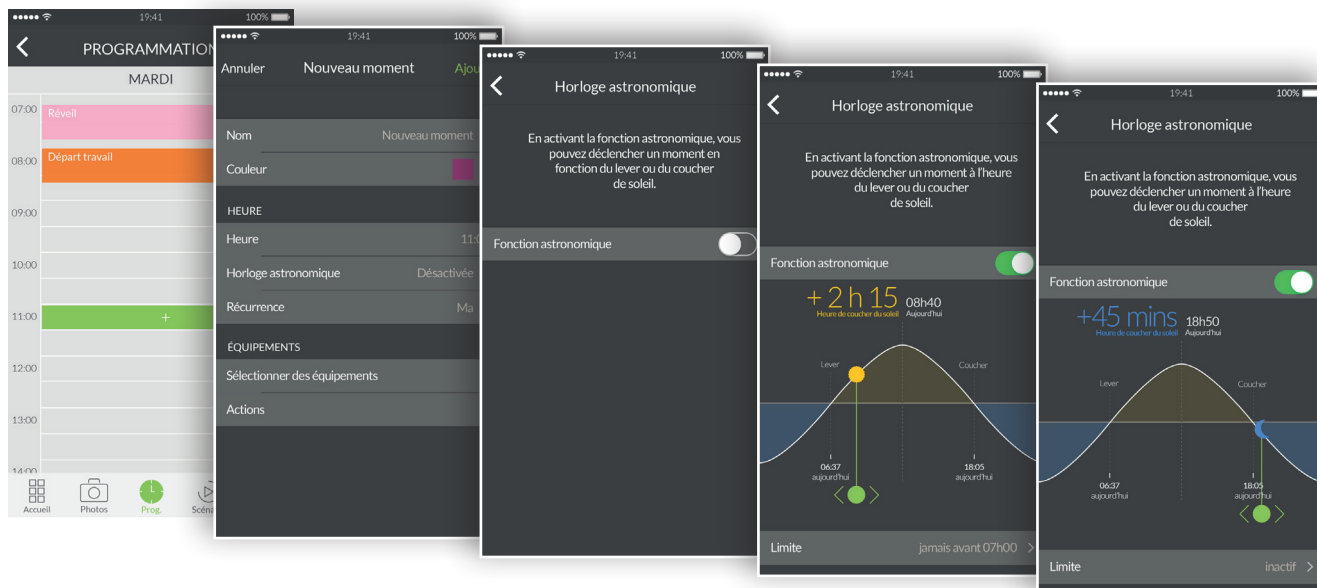 19:41
100%
PROGRAMMATION
MARDI
07:00
Réveil
08:00
Départ travail
09:00
10:00
11:00
+
12:00
13:00
14:00
Accueil
Photos
Prog.
Scéna
19:41
100%
Annuler
Nouveau moment
Ajou
Nom
Nouveau moment
Couleur
HEURE
Heure
11:0
Horloge astronomique
Désactivée
Récurrence
Ma
ÉQUIPEMENTS
Sélectionner des équipements
Actions
19:41
100%
Horloge astronomique
En activant la fonction astronomique, vous
pouvez déclencher un moment en
fonction du lever ou du coucher
de soleil.
Fonction astronomique
19:41
100%
Horloge astronomique
En activant la fonction astronomique, vous
pouvez déclencher un moment à l'heure
du lever ou du coucher
de soleil.
Fonction astronomique
+ 2 h 15 08h40
Heure de coucher du soleil Aujourd'hui
Lever
Coucher
06:37
aujourd'hui
18:05
aujourd'hui
Limite
jamais avant 07h00
19:41
100%
Horloge astronomique
En activant la fonction astronomique, vous
pouvez déclencher un moment à l'heure
du lever ou du coucher
de soleil.
Fonction astronomique
+45 mins 18h50
Heure de coucher du soleil Aujourd'hui
Lever
Coucher
06:37
aujourd'hui
18:05
aujourd'hui
Limite
inactif